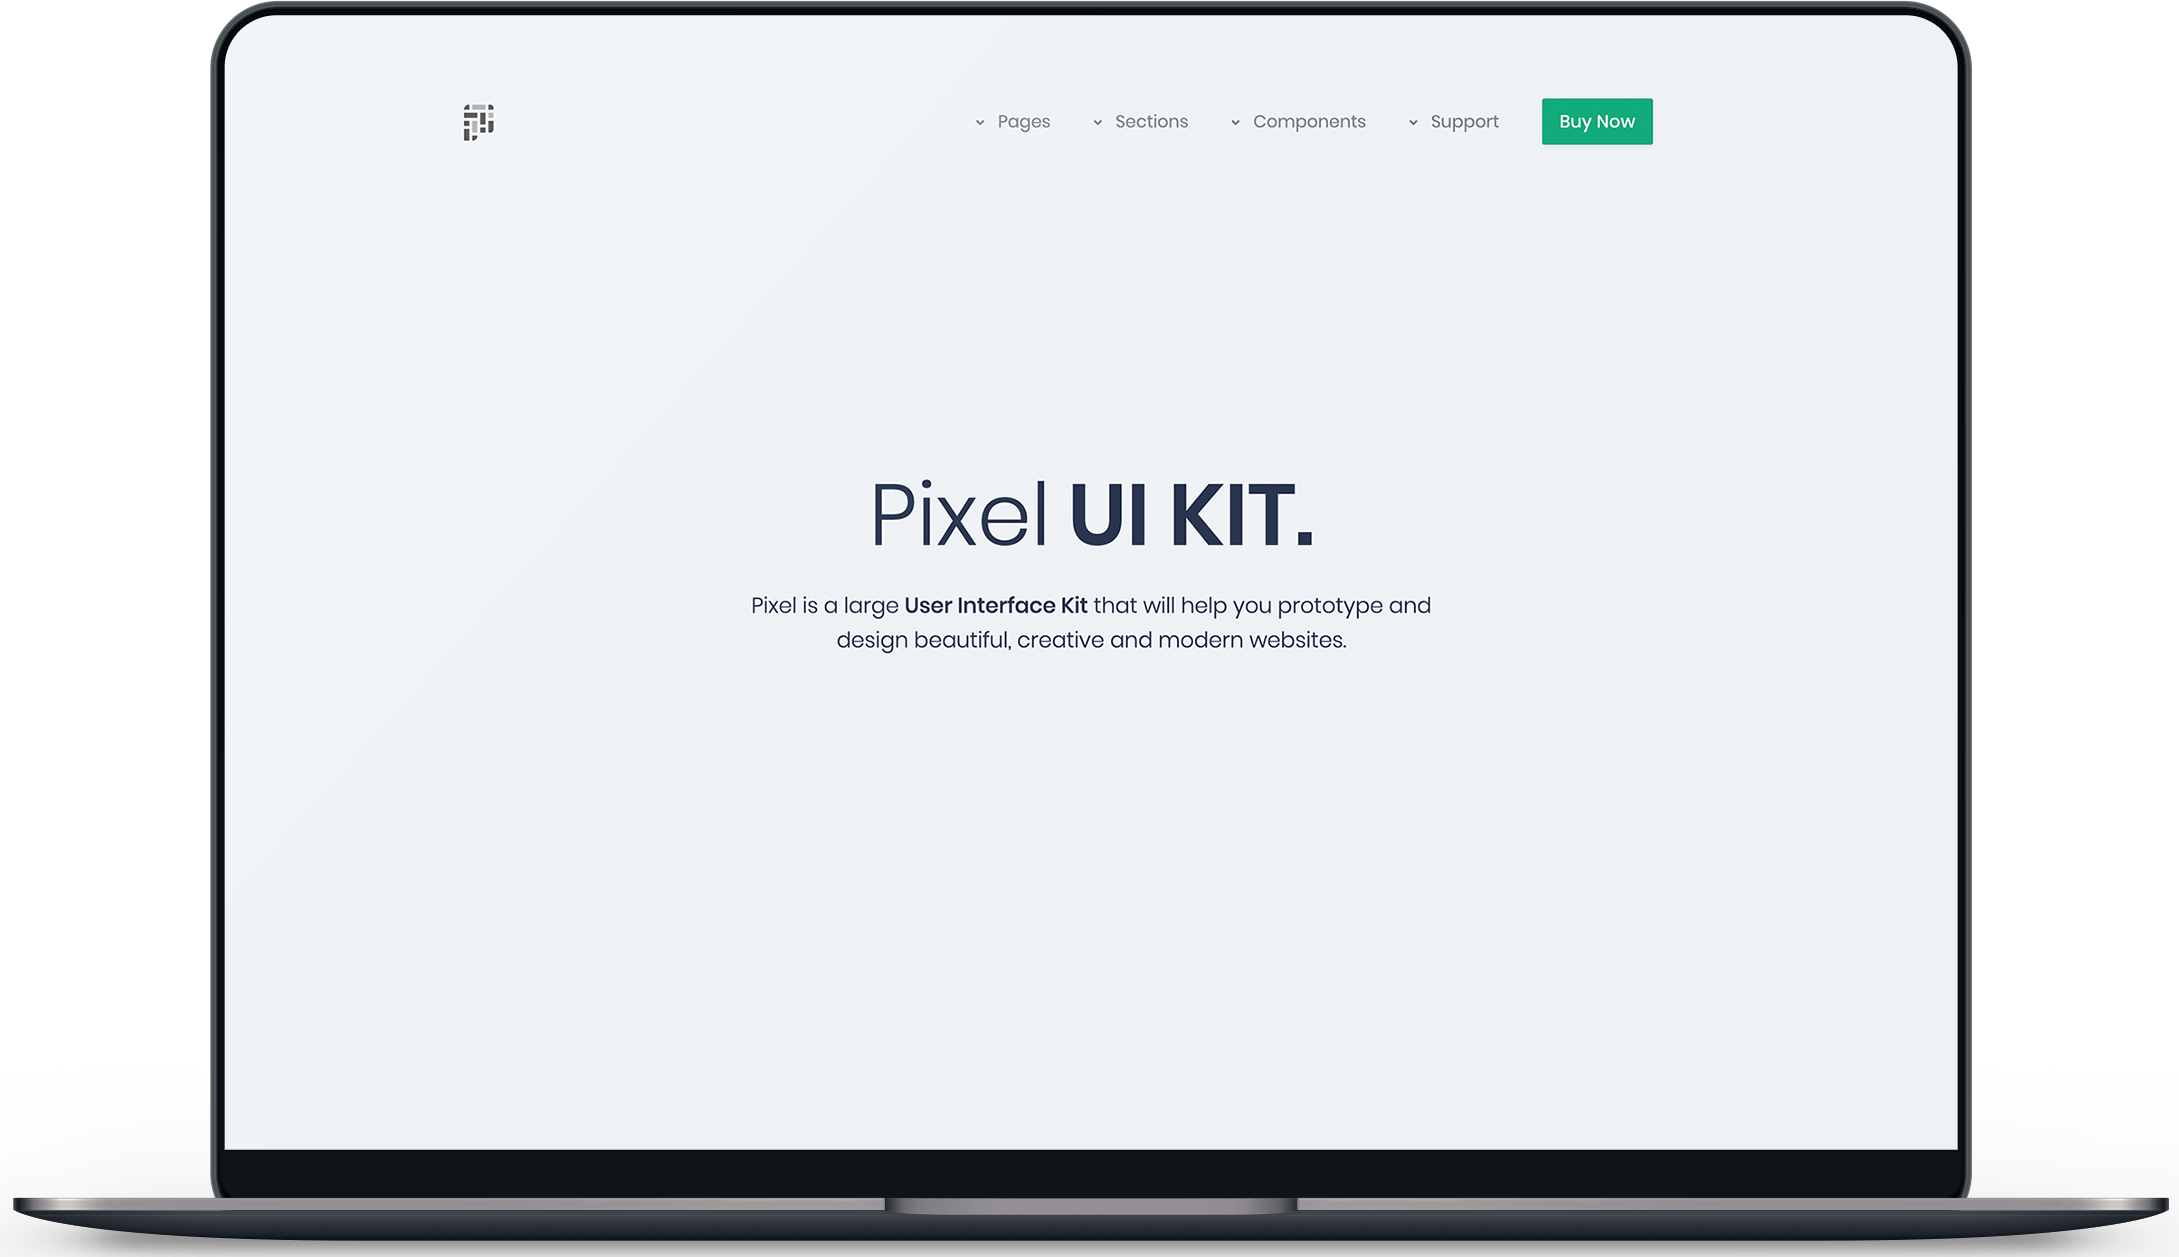 Pages Sections Components Support Buy Now
Pixel UI KIT.
Pixel is a large User Interface Kit that will help you prototype and
design beautiful, creative and modern websites.